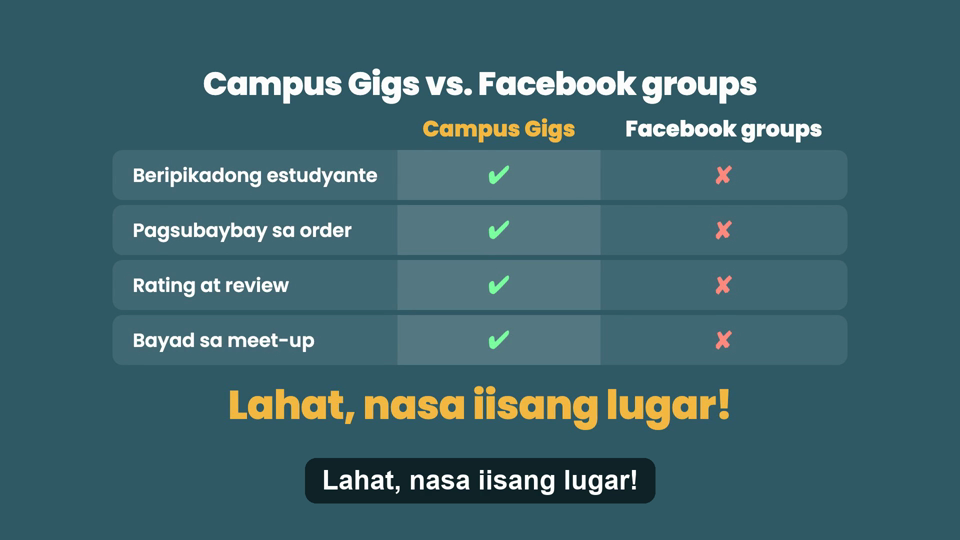 Campus Gigs vs. Facebook groups
Campus Gigs Facebook groups
Beripikadong estudyante ✔ ✘
Pagsubaybay sa order ✔ ✘
Rating at review ✔ ✘
Bayad sa meet-up ✔ ✘
Lahat, nasa iisang lugar!
Lahat, nasa iisang lugar!